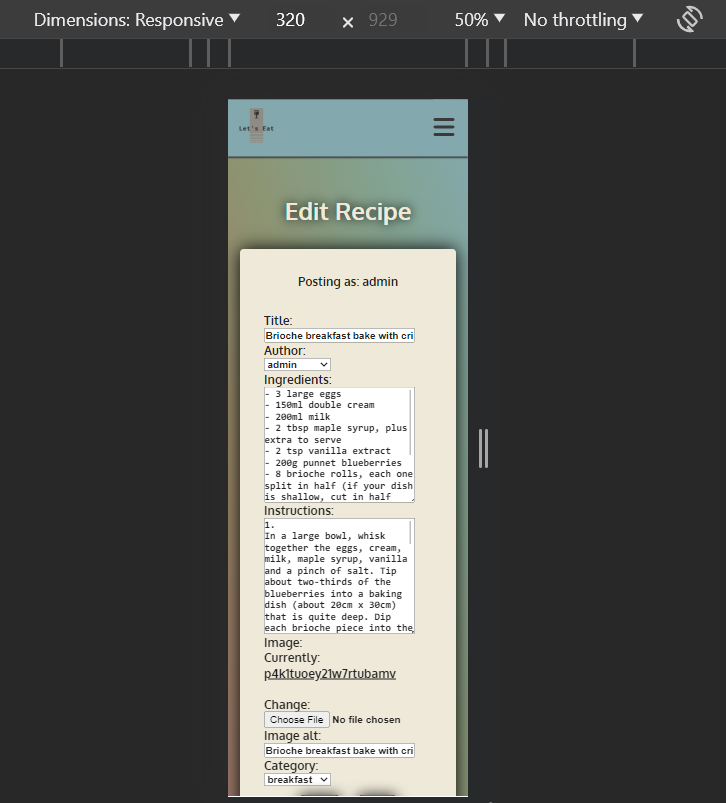 Dimensions: Responsive 320 × 929 50% No throttling
Let's Eat
Edit Recipe
Posting as: admin
Title:
Brioche breakfast bake with cri
Author:
admin
Ingredients:
- 3 large eggs
- 150ml double cream
- 200ml milk
- 2 tbsp maple syrup, plus
extra to serve
- 2 tsp vanilla extract
- 200g punnet blueberries
- 8 brioche rolls, each one
split in half (if your dish
is shallow, cut in half
Instructions:
1.
In a large bowl, whisk
together the eggs, cream,
milk, maple syrup, vanilla
and a pinch of salt. Tip
about two-thirds of the
blueberries into a baking
dish (about 20cm x 30cm)
that is quite deep. Dip
each brioche piece into the
Image:
Currently:
p4k1tuoey21w7rtubamv
Change:
Choose File No file chosen
Image alt:
Brioche breakfast bake with cri
Category:
breakfast